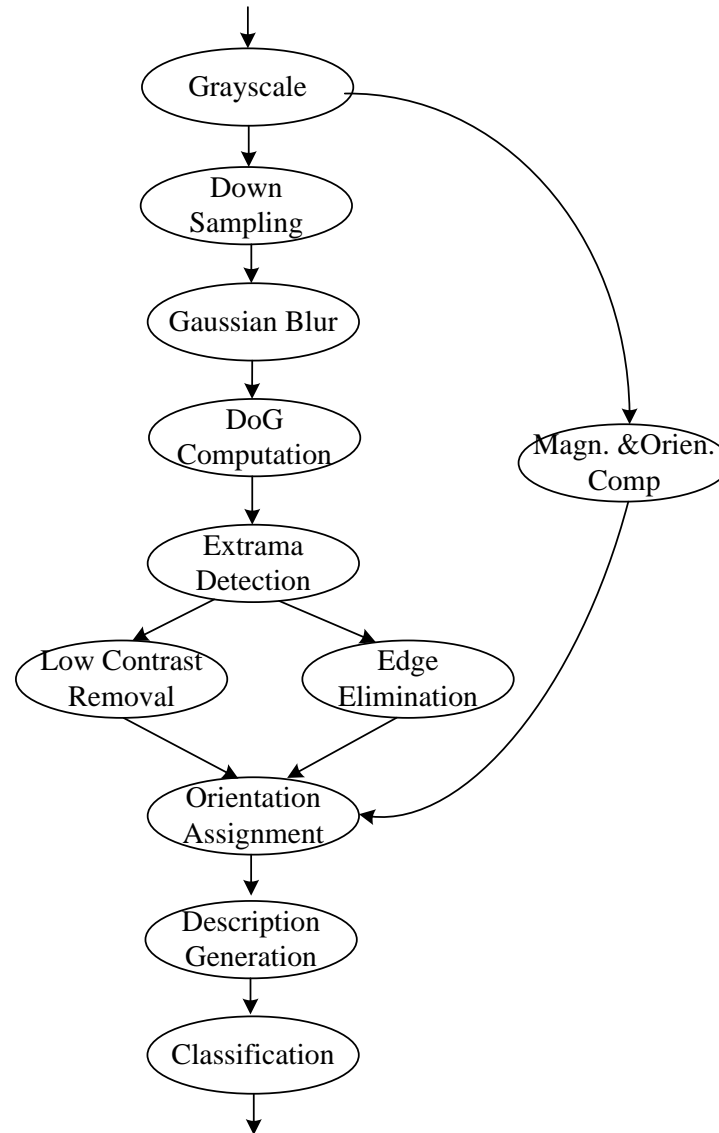 Grayscale
Down
Sampling
Gaussian Blur
DoG
Computation
Magn. &Orien.
Comp
Extrama
Detection
Low Contrast
Removal
Edge
Elimination
Orientation
Assignment
Description
Generation
Classification